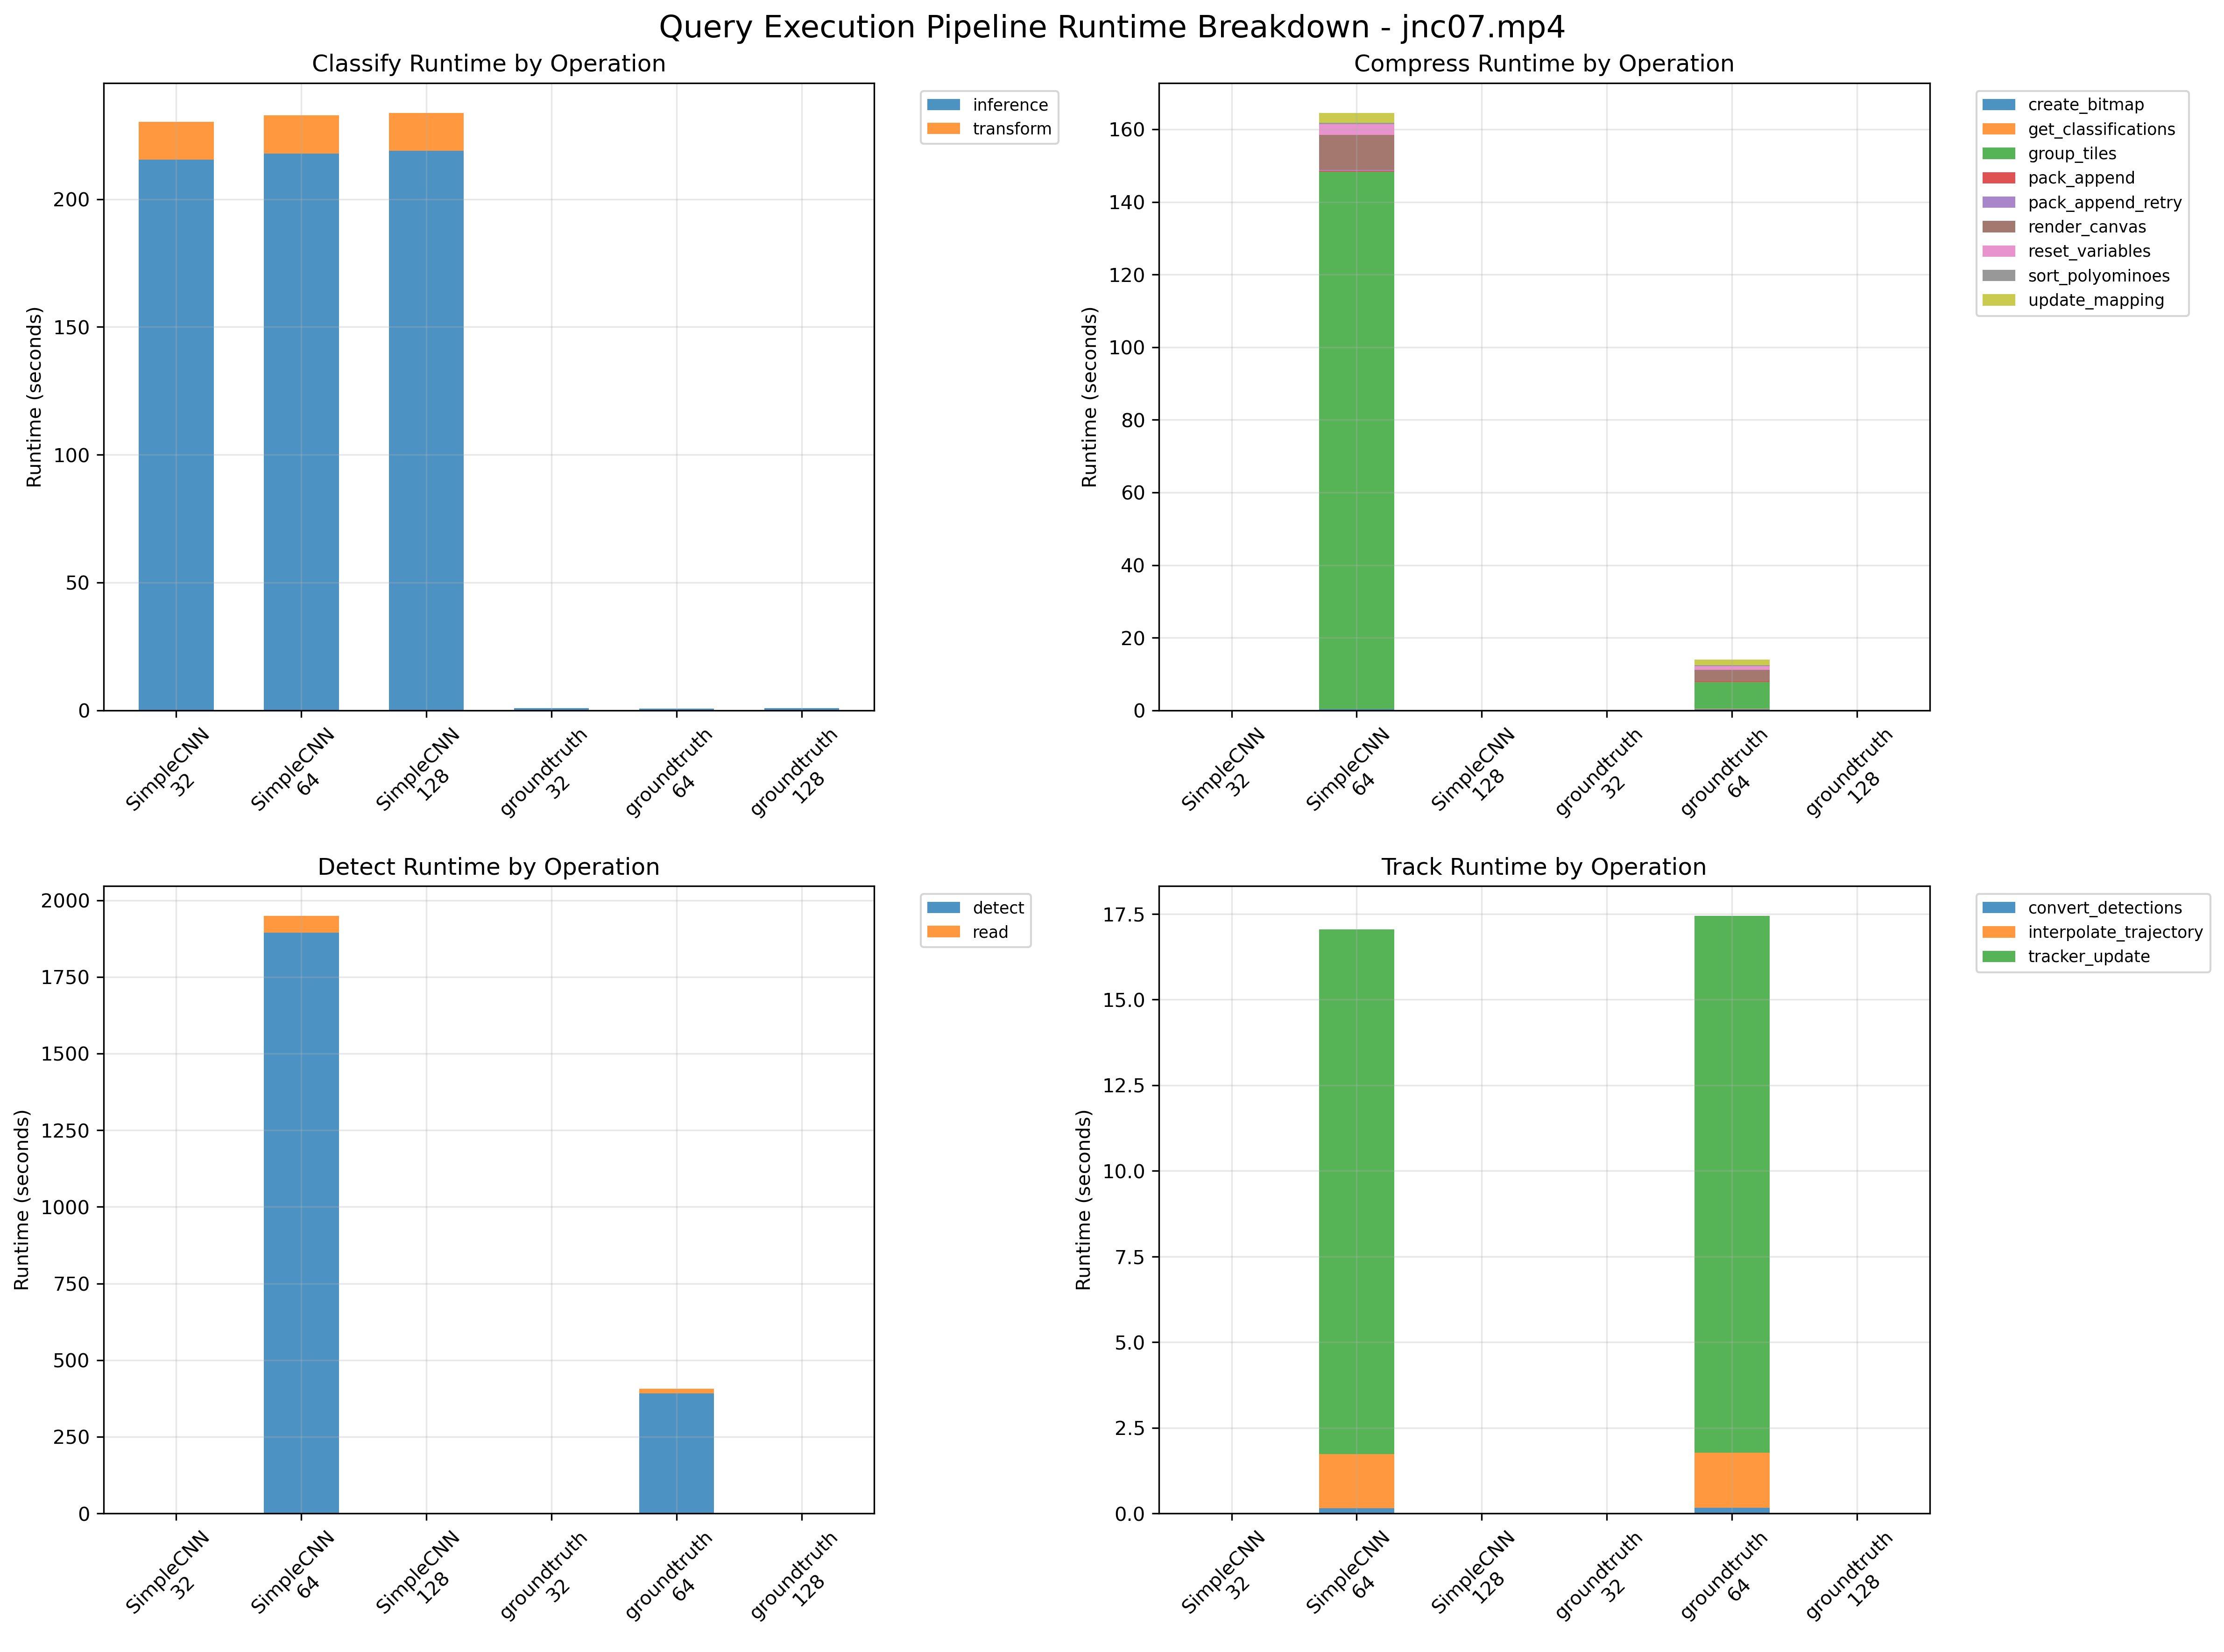 Query Execution Pipeline Runtime Breakdown - jnc07.mp4
Classify Runtime by Operation
Runtime (seconds)
200
150
100
50
0
SimpleCNN
32
SimpleCNN
64
SimpleCNN
128
groundtruth
32
groundtruth
64
groundtruth
128
inference
transform
Compress Runtime by Operation
Runtime (seconds)
160
140
120
100
80
60
40
20
0
SimpleCNN
32
SimpleCNN
64
SimpleCNN
128
groundtruth
32
groundtruth
64
groundtruth
128
create_bitmap
get_classifications
group_tiles
pack_append
pack_append_retry
render_canvas
reset_variables
sort_polyominoes
update_mapping
Detect Runtime by Operation
Runtime (seconds)
2000
1750
1500
1250
1000
750
500
250
0
SimpleCNN
32
SimpleCNN
64
SimpleCNN
128
groundtruth
32
groundtruth
64
groundtruth
128
detect
read
Track Runtime by Operation
Runtime (seconds)
17.5
15.0
12.5
10.0
7.5
5.0
2.5
0.0
SimpleCNN
32
SimpleCNN
64
SimpleCNN
128
groundtruth
32
groundtruth
64
groundtruth
128
convert_detections
interpolate_trajectory
tracker_update